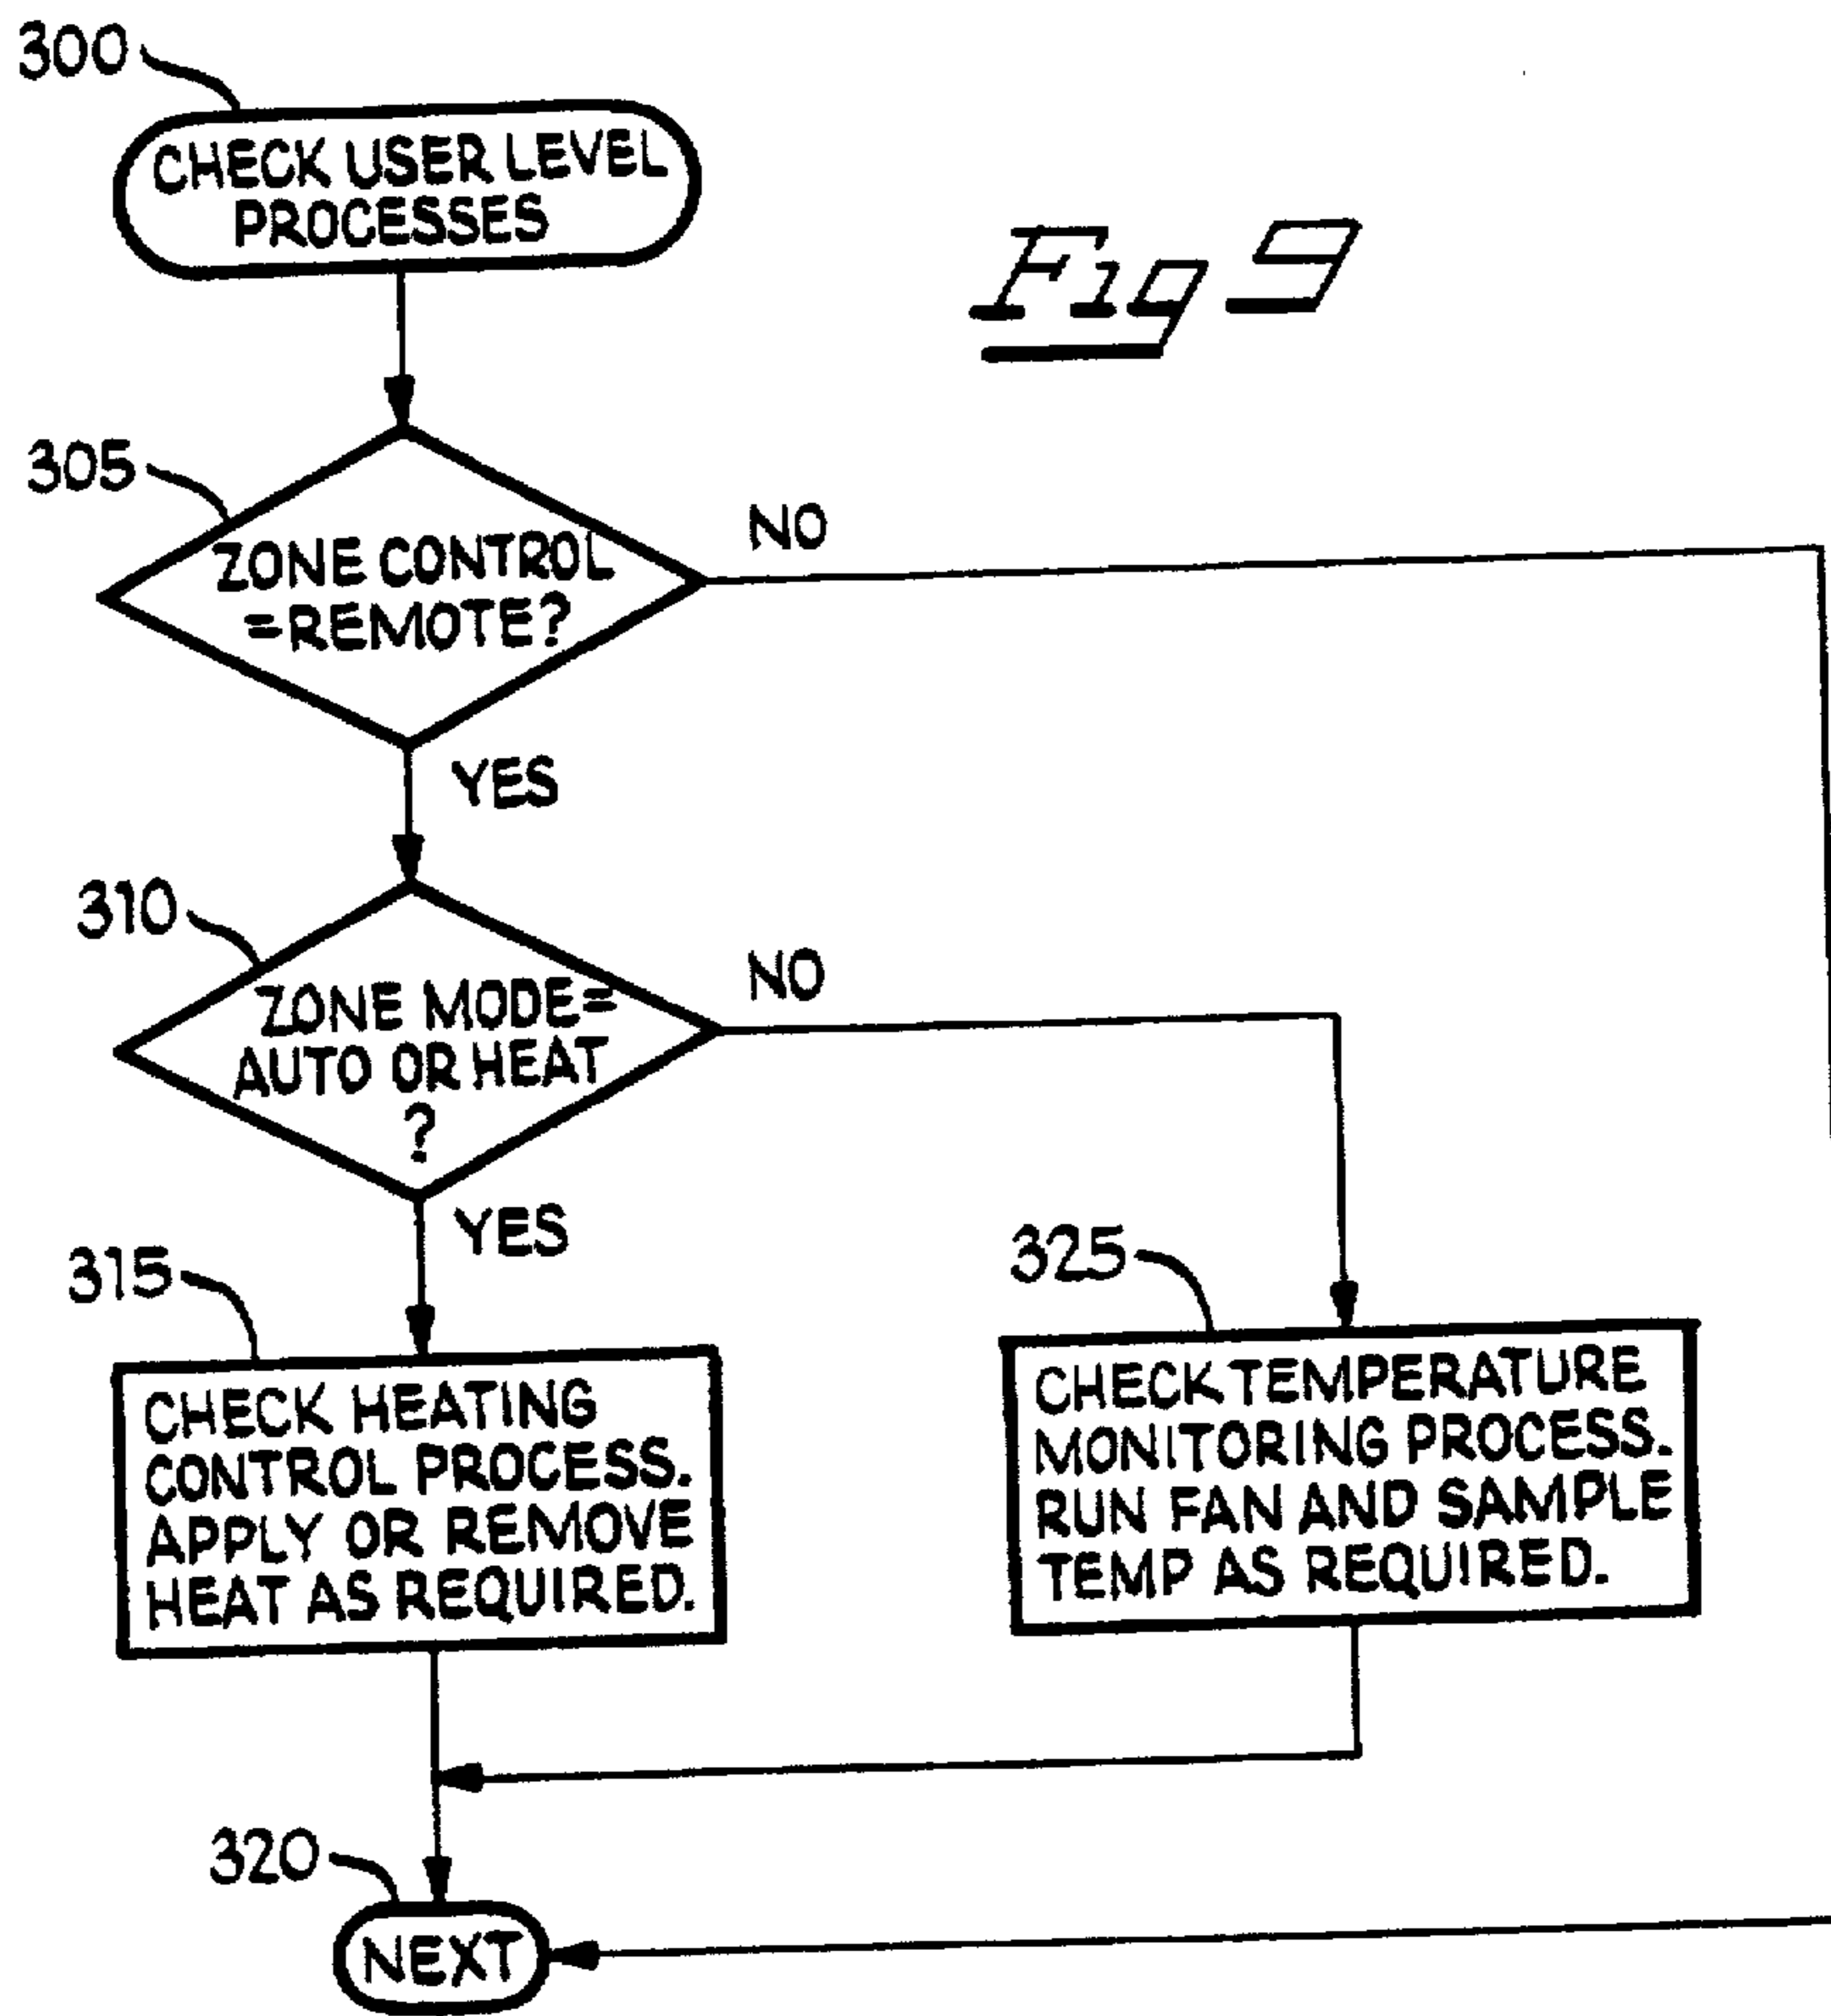 300
CHECK USER LEVEL
PROCESSES
Fig 9
305
ZONE CONTROL
=REMOTE?
NO
YES
310
ZONE MODE=
AUTO OR HEAT
?
NO
YES
315
CHECK HEATING
CONTROL PROCESS.
APPLY OR REMOVE
HEAT AS REQUIRED.
325
CHECK TEMPERATURE
MONITORING PROCESS.
RUN FAN AND SAMPLE
TEMP AS REQUIRED.
320
NEXT